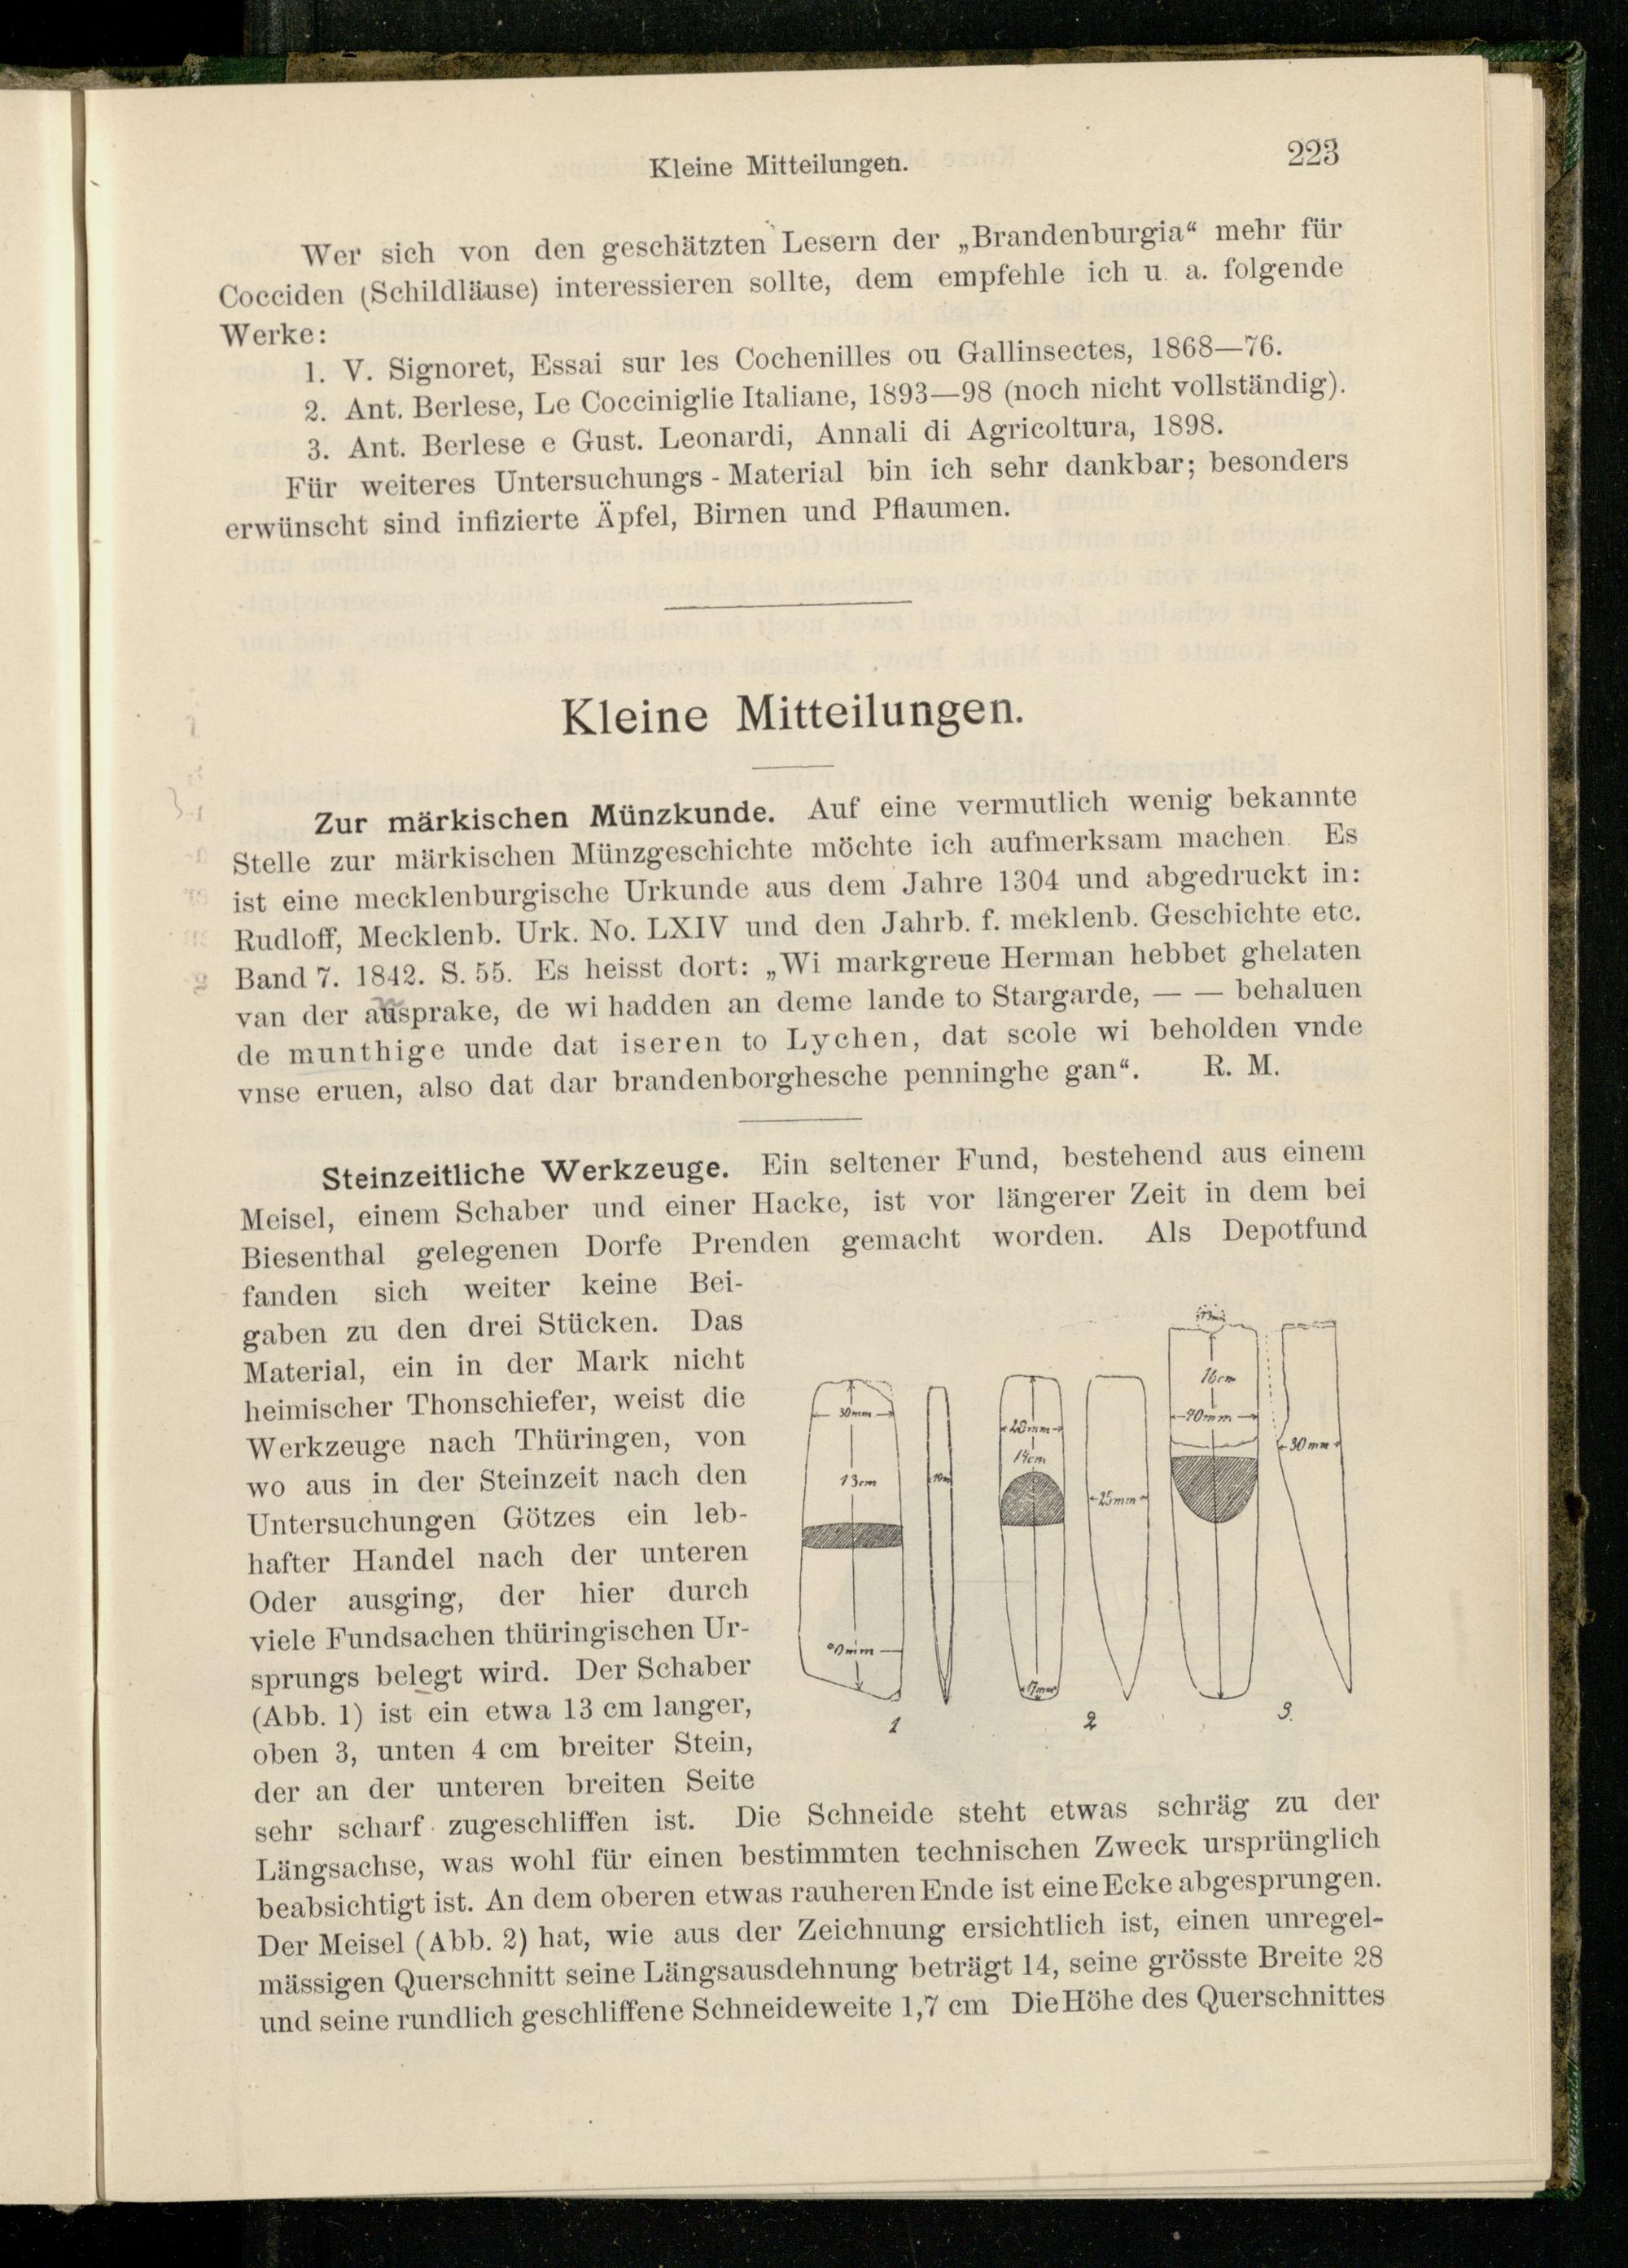 Kleine Mitteilungen.
223
Wer sich von den geschätzten Lesern der „Brandenburgia“ mehr für
Cocciden (Schildläuse) interessieren sollte, dem empfehle ich u. a. folgende
Werke:
1. V. Signoret, Essai sur les Cochenilles ou Gallinsectes, 1868—76.
2. Ant. Berlese, Le Cocciniglie Italiane, 1893—98 (noch nicht vollständig).
3. Ant. Berlese e Gust. Leonardi, Annali di Agricoltura, 1898.
Für weiteres Untersuchungs-Material bin ich sehr dankbar; besonders
erwünscht sind infizierte Äpfel, Birnen und Pflaumen.
Kleine Mitteilungen.
Zur märkischen Münzkunde. Auf eine vermutlich wenig bekannte
Stelle zur märkischen Münzgeschichte möchte ich aufmerksam machen. Es
ist eine mecklenburgische Urkunde aus dem Jahre 1304 und abgedruckt in:
Rudloff, Mecklenb. Urk. No. LXIV und den Jahrb. f. meklenb. Geschichte etc.
Band 7. 1842. S. 55. Es heisst dort: „Wi markgreue Herman hebbet ghelaten
van der ansprake, de wi hadden an deme lande to Stargarde, — — behaluen
de munthige unde dat iseren to Lychen, dat scole wi beholden vnde
vnse eruen, also dat dar brandenborghesche penninghe gan“. R. M.
Steinzeitliche Werkzeuge. Ein seltener Fund, bestehend aus einem
Meisel, einem Schaber und einer Hacke, ist vor längerer Zeit in dem bei
Biesenthal gelegenen Dorfe Prenden gemacht worden. Als Depotfund
fanden sich weiter keine Bei-
gaben zu den drei Stücken. Das
Material, ein in der Mark nicht
heimischer Thonschiefer, weist die
Werkzeuge nach Thüringen, von
wo aus in der Steinzeit nach den
Untersuchungen Götzes ein leb-
hafter Handel nach der unteren
Oder ausging, der hier durch
viele Fundsachen thüringischen Ur-
sprungs belegt wird. Der Schaber
(Abb. 1) ist ein etwa 13 cm langer,
oben 3, unten 4 cm breiter Stein,
der an der unteren breiten Seite
30mm
13cm
28mm
14cm
25mm
17mm
16cm
40mm
30mm
1
2
3.
sehr scharf zugeschliffen ist. Die Schneide steht etwas schräg zu der
Längsachse, was wohl für einen bestimmten technischen Zweck ursprünglich
beabsichtigt ist. An dem oberen etwas rauheren Ende ist eine Ecke abgesprungen.
Der Meisel (Abb. 2) hat, wie aus der Zeichnung ersichtlich ist, einen unregel-
mässigen Querschnitt seine Längsausdehnung beträgt 14, seine grösste Breite 28
und seine rundlich geschliffene Schneideweite 1,7 cm Die Höhe des Querschnittes